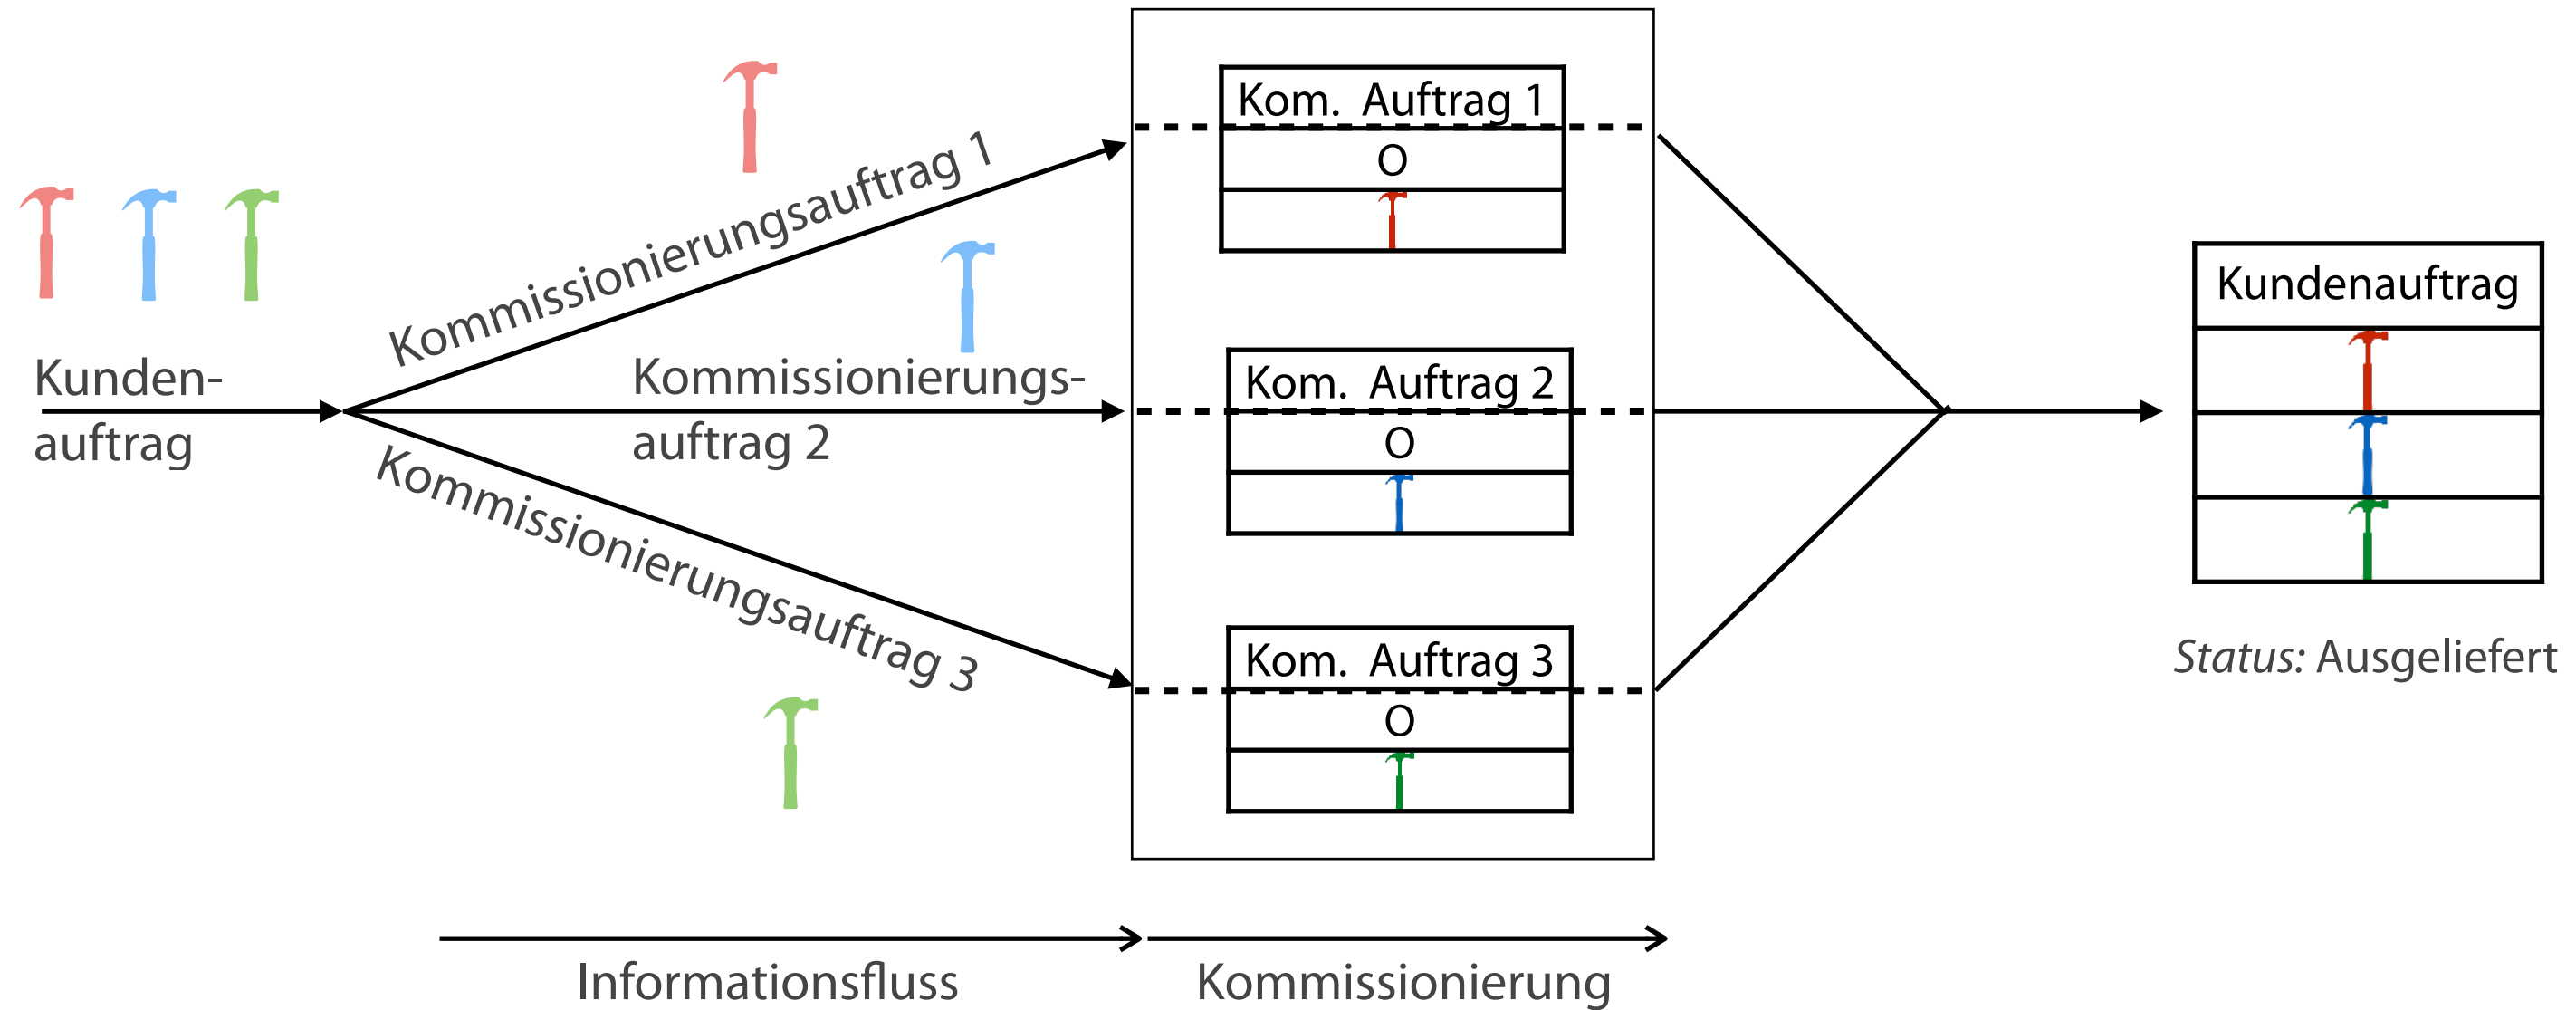 Kunden-
auftrag
Kommissionierungsauftrag 1
Kommissionierungs-
auftrag 2
Kommissionierungsauftrag 3
Kom. Auftrag 1
O
Kom. Auftrag 2
O
Kom. Auftrag 3
O
Kundenauftrag
Status: Ausgeliefert
Informationsfluss
Kommissionierung